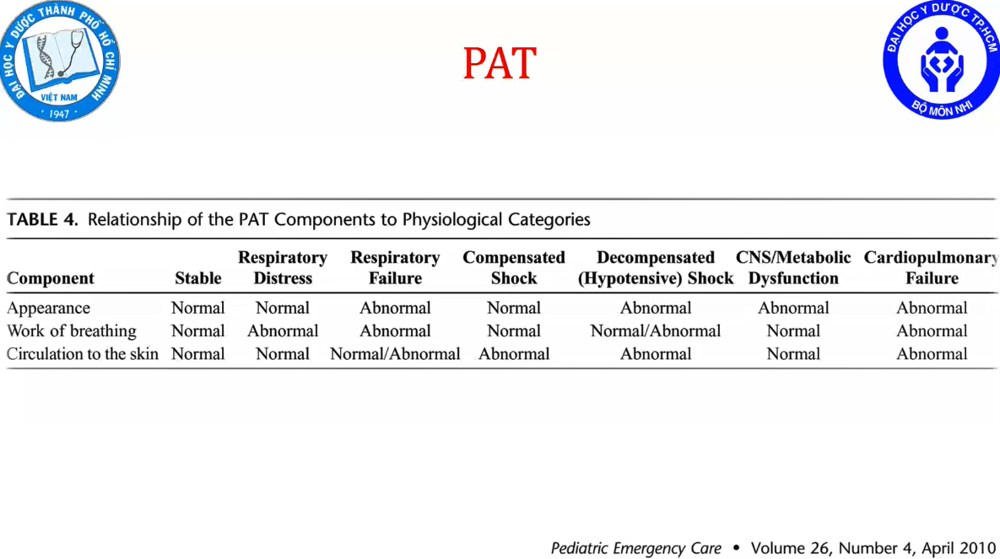 ĐẠI HỌC Y DƯỢC THÀNH PHỐ HỒ CHÍ MINH
VIỆT NAM
1947
PAT
ĐẠI HỌC Y DƯỢC TP.HCM
BỘ MÔN NHI
TABLE 4. Relationship of the PAT Components to Physiological Categories
Component Stable Respiratory Distress Respiratory Failure Compensated Shock Decompensated (Hypotensive) Shock CNS/Metabolic Dysfunction Cardiopulmonary Failure
Appearance Normal Normal Abnormal Normal Abnormal Abnormal Abnormal
Work of breathing Normal Abnormal Abnormal Normal Normal/Abnormal Normal Abnormal
Circulation to the skin Normal Normal Normal/Abnormal Abnormal Abnormal Normal Abnormal
Pediatric Emergency Care • Volume 26, Number 4, April 2010